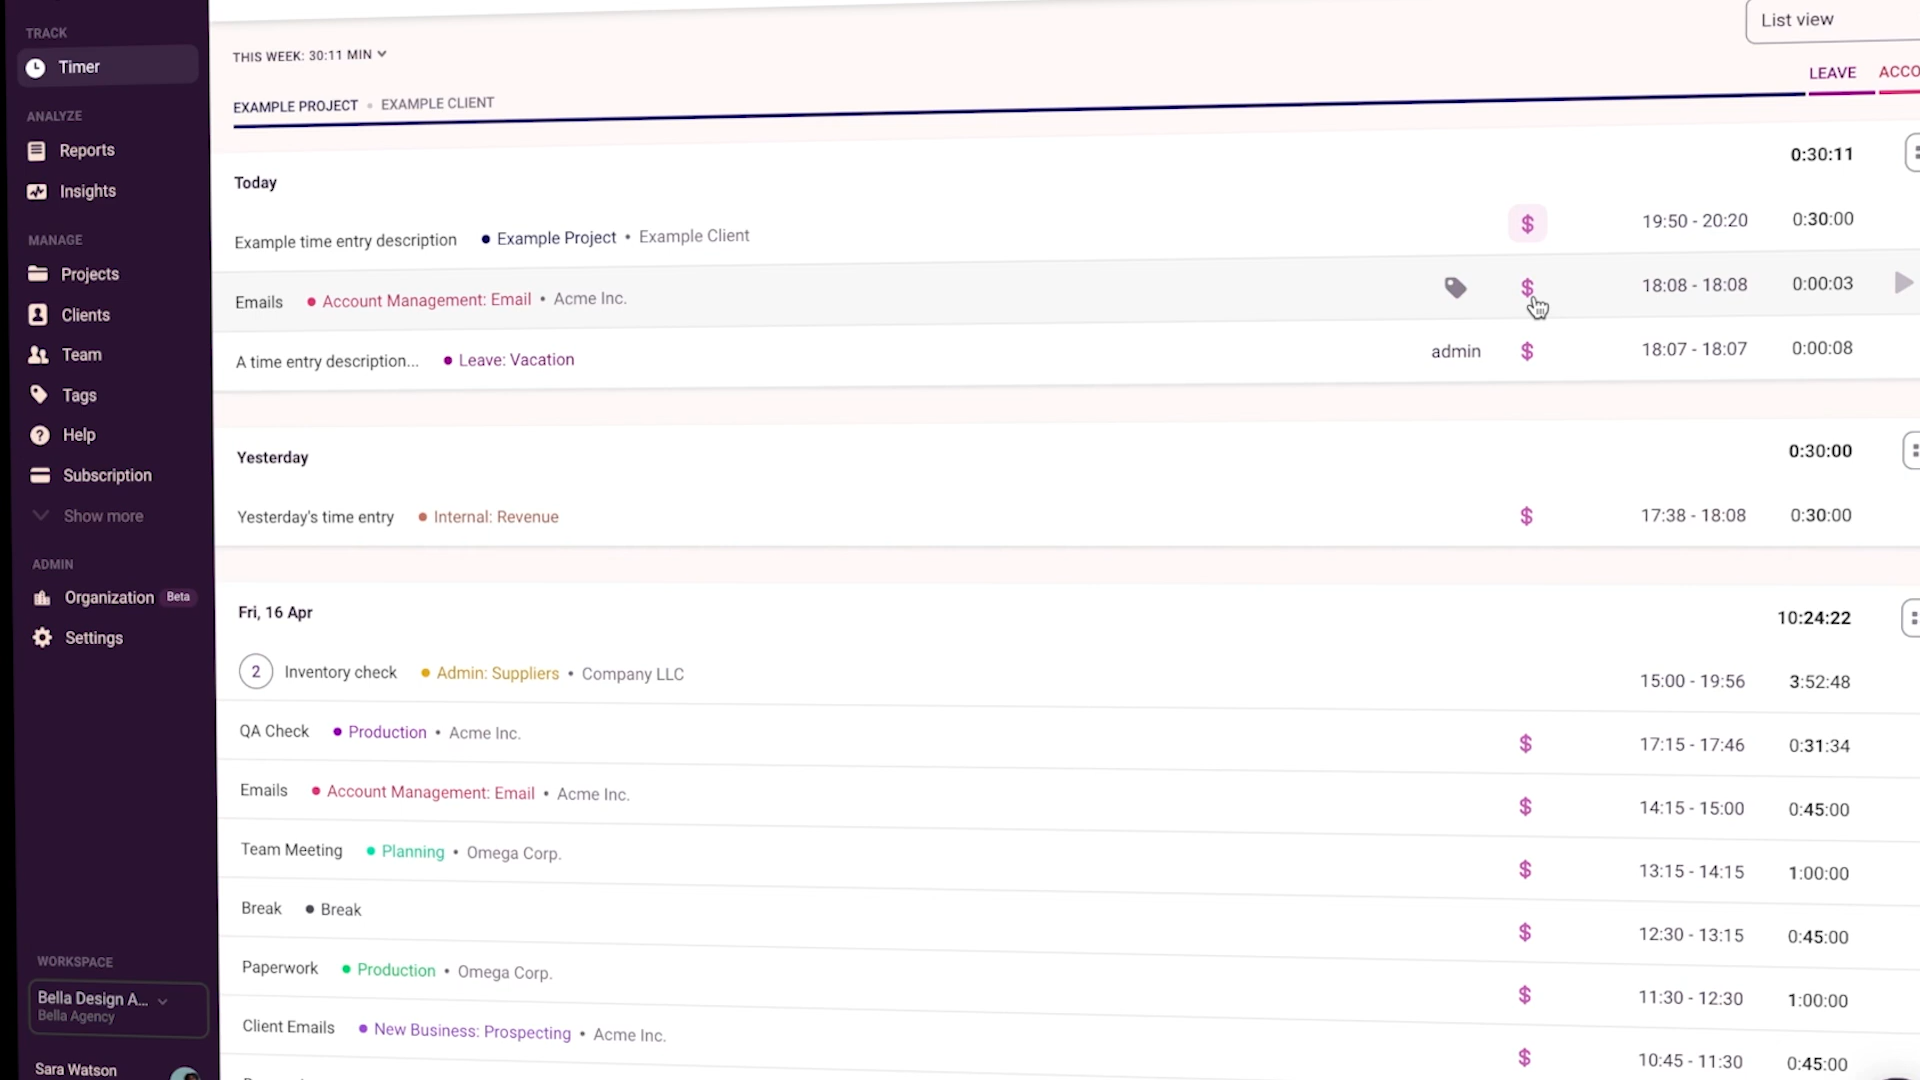 TRACK
Timer
ANALYZE
Reports
Insights
MANAGE
Projects
Clients
Team
Tags
Help
Subscription
Show more
ADMIN
Organization Beta
Settings
WORKSPACE
Bella Design A...
Bella Agency
Sara Watson
List view
THIS WEEK: 30:11 MIN
LEAVE ACCO
EXAMPLE PROJECT • EXAMPLE CLIENT
Today 0:30:11
Example time entry description • Example Project • Example Client $ 19:50 - 20:20 0:30:00
Emails • Account Management: Email • Acme Inc. $ 18:08 - 18:08 0:00:03
A time entry description... • Leave: Vacation admin $ 18:07 - 18:07 0:00:08
Yesterday 0:30:00
Yesterday's time entry • Internal: Revenue $ 17:38 - 18:08 0:30:00
Fri, 16 Apr 10:24:22
2 Inventory check • Admin: Suppliers • Company LLC 15:00 - 19:56 3:52:48
QA Check • Production • Acme Inc. $ 17:15 - 17:46 0:31:34
Emails • Account Management: Email • Acme Inc. $ 14:15 - 15:00 0:45:00
Team Meeting • Planning • Omega Corp. $ 13:15 - 14:15 1:00:00
Break • Break $ 12:30 - 13:15 0:45:00
Paperwork • Production • Omega Corp. $ 11:30 - 12:30 1:00:00
Client Emails • New Business: Prospecting • Acme Inc. $ 10:45 - 11:30 0:45:00